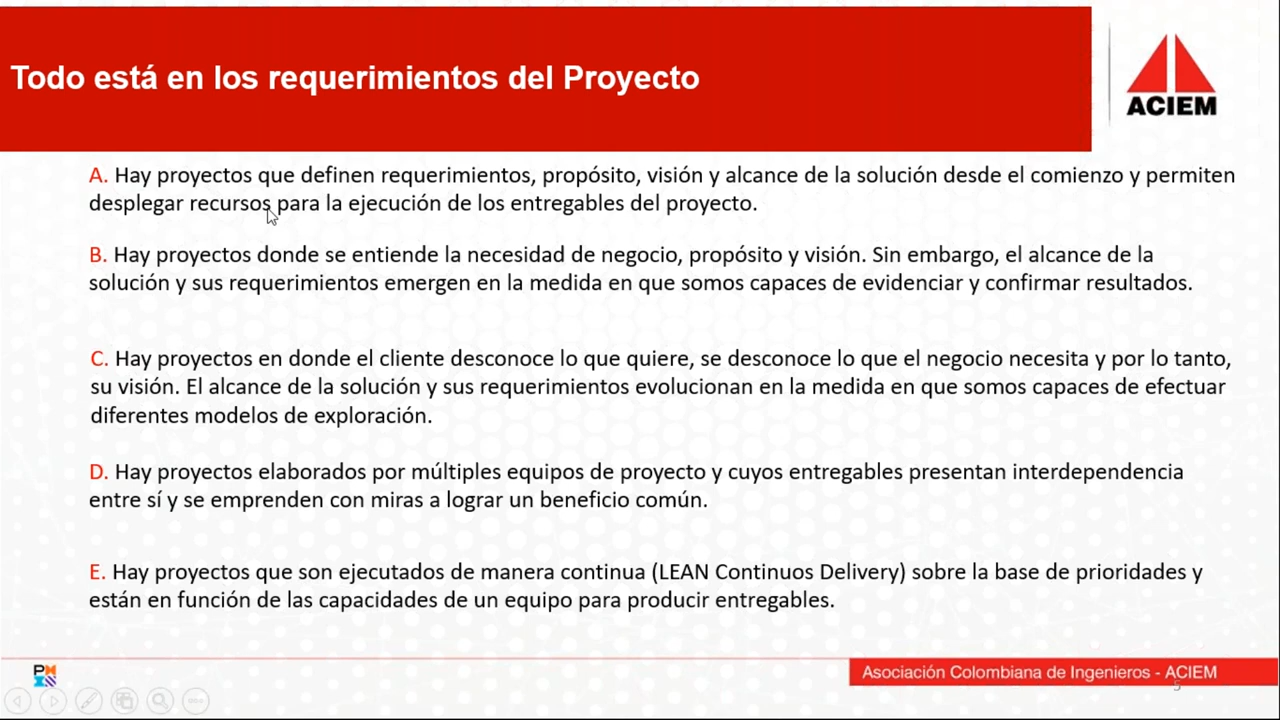 Todo está en los requerimientos del Proyecto
ACIEM
A. Hay proyectos que definen requerimientos, propósito, visión y alcance de la solución desde el comienzo y permiten
desplegar recursos para la ejecución de los entregables del proyecto.
B. Hay proyectos donde se entiende la necesidad de negocio, propósito y visión. Sin embargo, el alcance de la
solución y sus requerimientos emergen en la medida en que somos capaces de evidenciar y confirmar resultados.
C. Hay proyectos en donde el cliente desconoce lo que quiere, se desconoce lo que el negocio necesita y por lo tanto,
su visión. El alcance de la solución y sus requerimientos evolucionan en la medida en que somos capaces de efectuar
diferentes modelos de exploración.
D. Hay proyectos elaborados por múltiples equipos de proyecto y cuyos entregables presentan interdependencia
entre sí y se emprenden con miras a lograr un beneficio común.
E. Hay proyectos que son ejecutados de manera continua (LEAN Continuos Delivery) sobre la base de prioridades y
están en función de las capacidades de un equipo para producir entregables.
Asociación Colombiana de Ingenieros - ACIEM
5